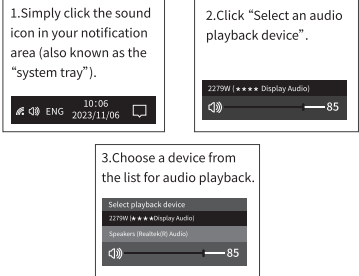 1.Simply click the sound
icon in your notification
area (also known as the
“system tray”).
ENG
10:06
2023/11/06
2.Click “Select an audio
playback device”.
2279W (★★★★ Display Audio)
85
3.Choose a device from
the list for audio playback.
Select playback device
2279W (★★★★Display Audio)
Speakers (Realtek(R) Audio)
85